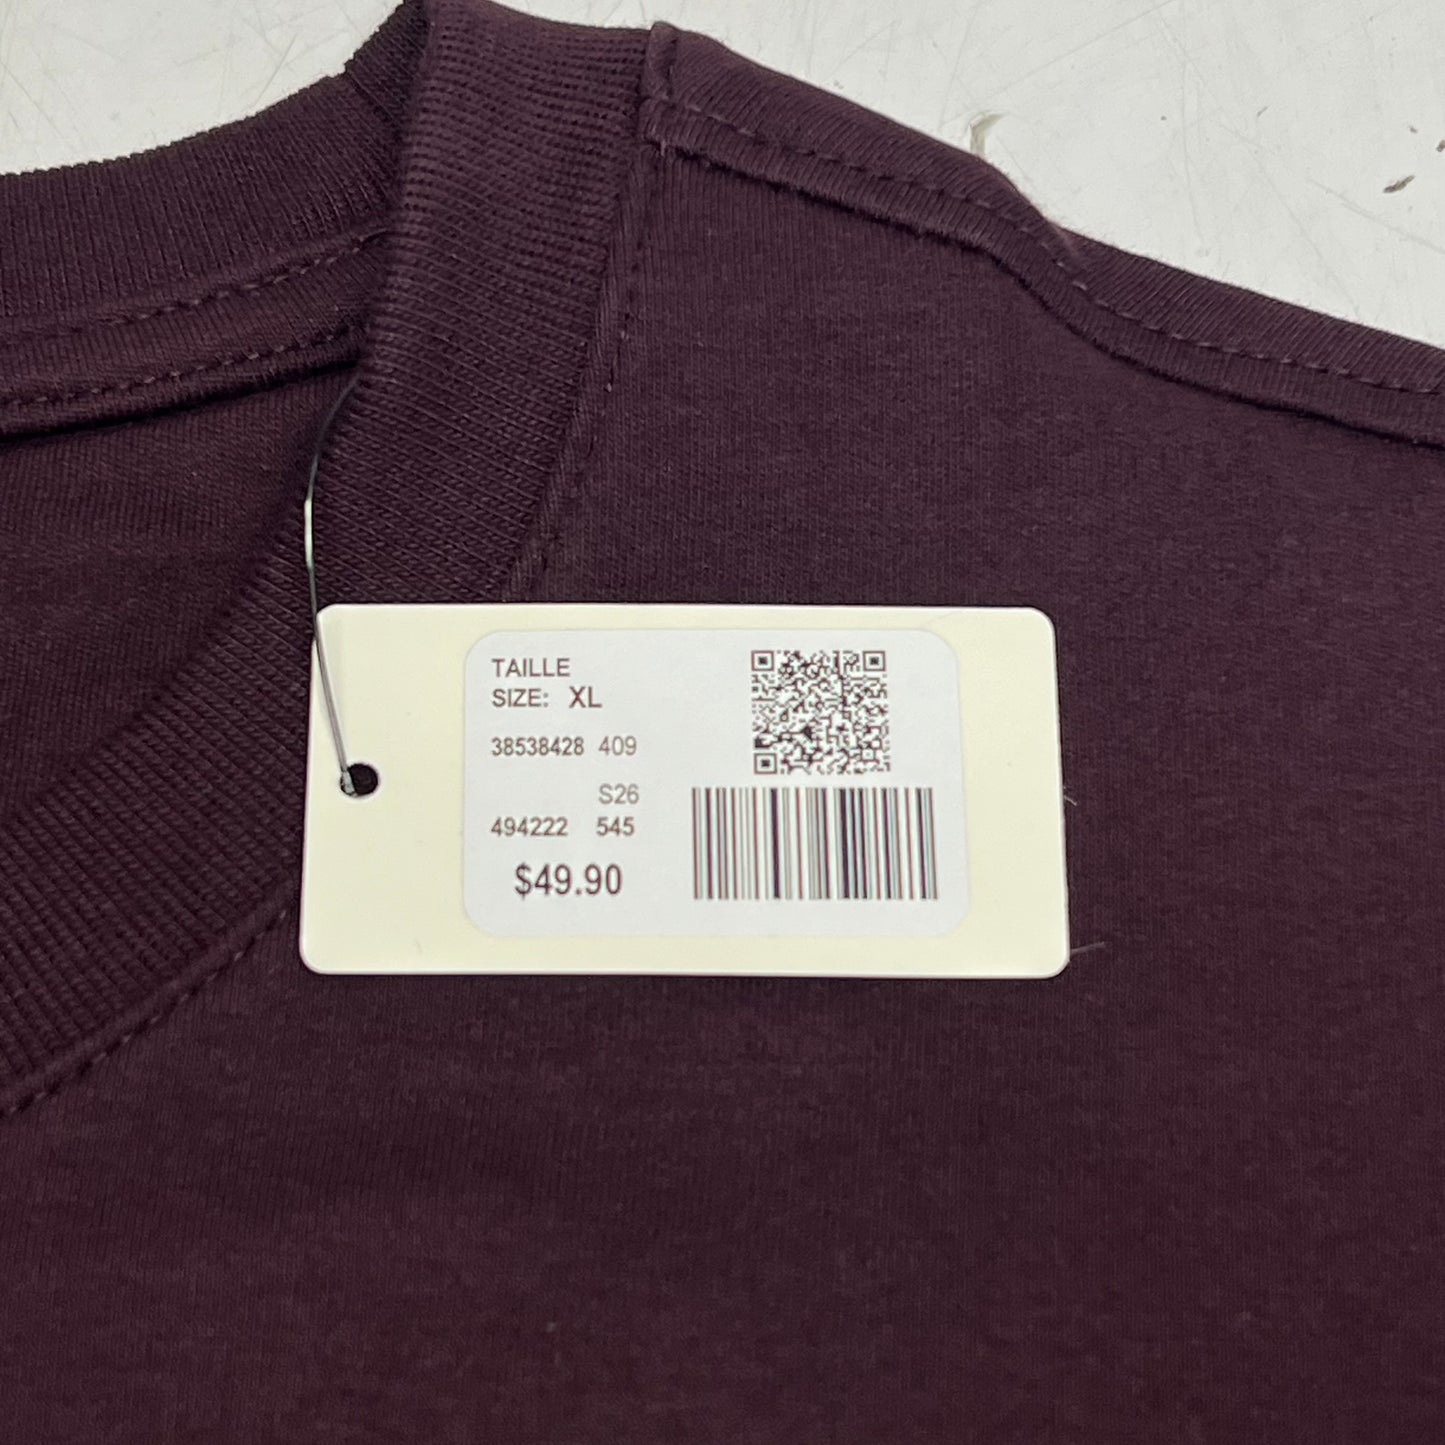 TAILLE
SIZE: XL
38538428 409
S26
494222 545
$49.90